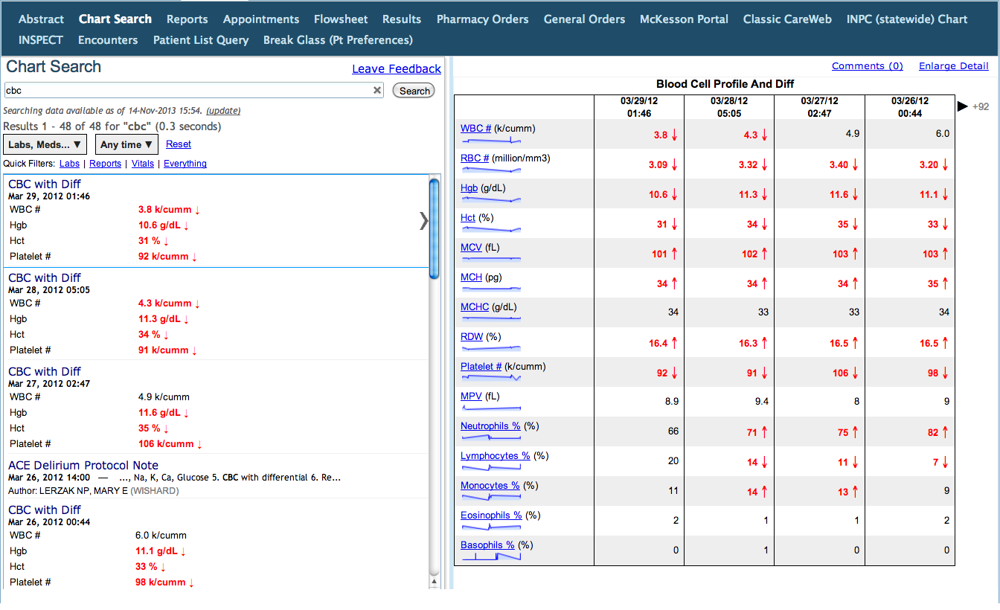 Abstract Chart Search Reports Appointments Flowsheet Results Pharmacy Orders General Orders McKesson Portal Classic CareWeb INPC (statewide) Chart
INSPECT Encounters Patient List Query Break Glass (Pt Preferences)
Chart Search Leave Feedback
cbc × Search
Searching data available as of 14-Nov-2013 15:54. (update)
Results 1 - 48 of 48 for "cbc" (0.3 seconds)
Labs, Meds... ▼ Any time ▼ Reset
Quick Filters: Labs | Reports | Vitals | Everything
CBC with Diff
Mar 29, 2012 01:46
WBC # 3.8 k/cumm ↓
Hgb 10.6 g/dL ↓
Hct 31 % ↓
Platelet # 92 k/cumm ↓
CBC with Diff
Mar 28, 2012 05:05
WBC # 4.3 k/cumm ↓
Hgb 11.3 g/dL ↓
Hct 34 % ↓
Platelet # 91 k/cumm ↓
CBC with Diff
Mar 27, 2012 02:47
WBC # 4.9 k/cumm
Hgb 11.6 g/dL ↓
Hct 35 % ↓
Platelet # 106 k/cumm ↓
ACE Delirium Protocol Note
Mar 26, 2012 14:00 — ..., Na, K, Ca, Glucose 5. CBC with differential 6. Re...
Author: LERZAK NP, MARY E (WISHARD)
CBC with Diff
Mar 26, 2012 00:44
WBC # 6.0 k/cumm
Hgb 11.1 g/dL ↓
Hct 33 % ↓
Platelet # 98 k/cumm ↓
Comments (0) Enlarge Detail
Blood Cell Profile And Diff
03/29/12 03/28/12 03/27/12 03/26/12
01:46 05:05 02:47 00:44
▶ +92
WBC # (k/cumm) 3.8 ↓ 4.3 ↓ 4.9 6.0
RBC # (million/mm3) 3.09 ↓ 3.32 ↓ 3.40 ↓ 3.20 ↓
Hgb (g/dL) 10.6 ↓ 11.3 ↓ 11.6 ↓ 11.1 ↓
Hct (%) 31 ↓ 34 ↓ 35 ↓ 33 ↓
MCV (fL) 101 ↑ 102 ↑ 103 ↑ 103 ↑
MCH (pg) 34 ↑ 34 ↑ 34 ↑ 35 ↑
MCHC (g/dL) 34 33 33 34
RDW (%) 16.4 ↑ 16.3 ↑ 16.5 ↑ 16.5 ↑
Platelet # (k/cumm) 92 ↓ 91 ↓ 106 ↓ 98 ↓
MPV (fL) 8.9 9.4 8 9
Neutrophils % (%) 66 71 ↑ 75 ↑ 82 ↑
Lymphocytes % (%) 20 14 ↓ 11 ↓ 7 ↓
Monocytes % (%) 11 14 ↑ 13 ↑ 9
Eosinophils % (%) 2 1 1 2
Basophils % (%) 0 1 0 0